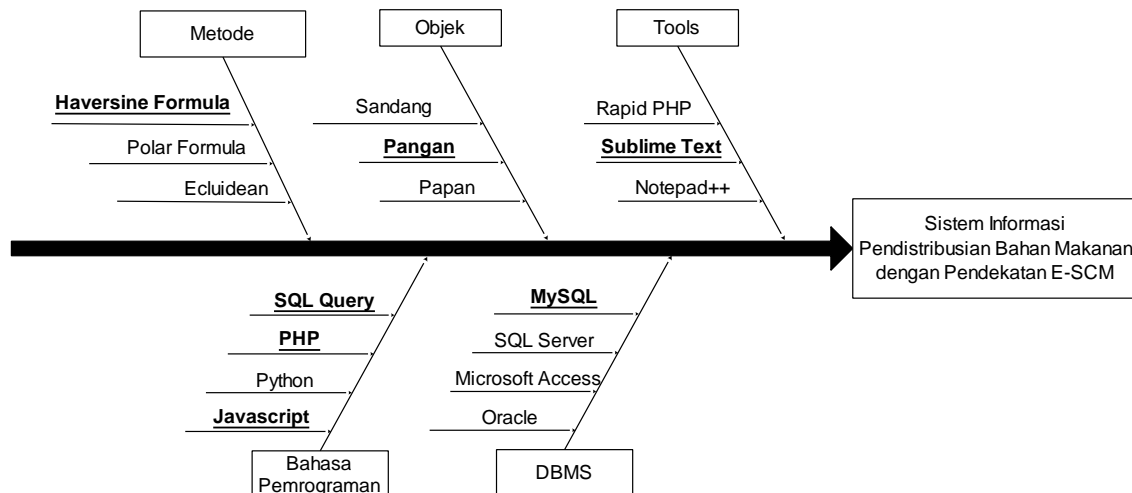 Metode
Objek
Tools
Haversine Formula
Polar Formula
Ecluidean
Sandang
Pangan
Papan
Rapid PHP
Sublime Text
Notepad++
Sistem Informasi
Pendistribusian Bahan Makanan
dengan Pendekatan E-SCM
SQL Query
PHP
Python
Javascript
MySQL
SQL Server
Microsoft Access
Oracle
Bahasa
Pemrograman
DBMS